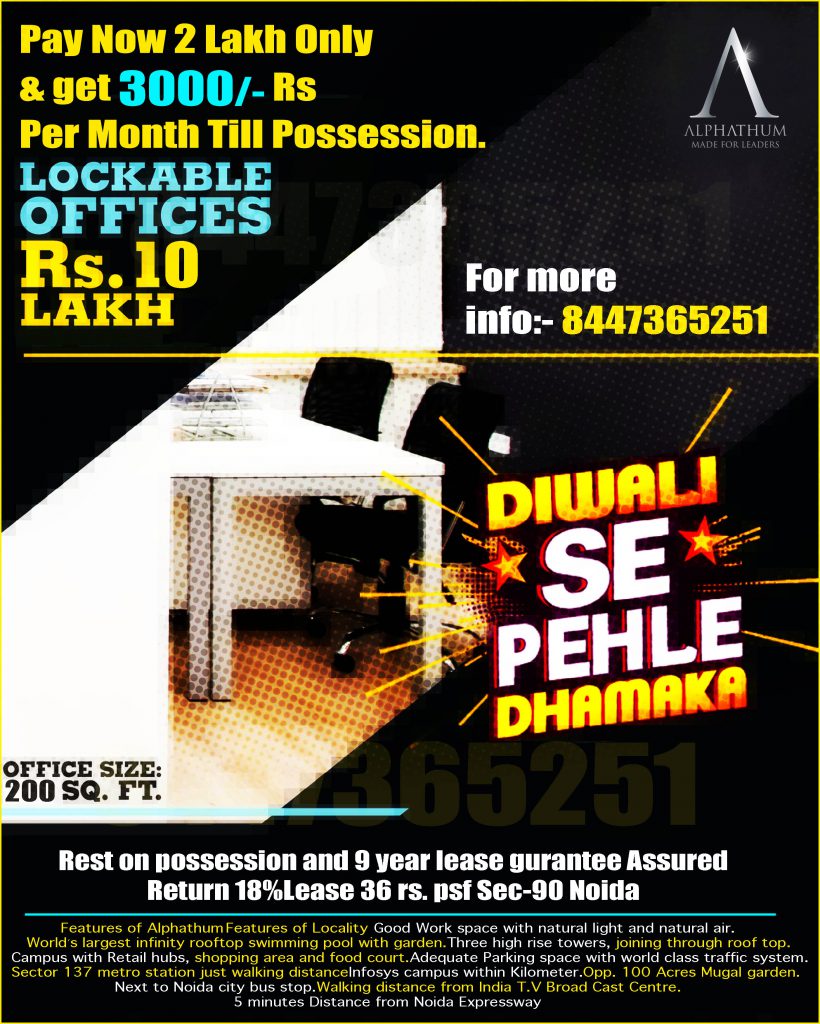 Pay Now 2 Lakh Only
& get 3000/- Rs
Per Month Till Possession.
ALPHATHUM
MADE FOR LEADERS
LOCKABLE
OFFICES
Rs. 10
LAKH
For more
info:- 8447365251
DIWALI
SE
PEHLE
DHAMAKA
OFFICE SIZE:
200 SQ. FT.
Rest on possession and 9 year lease gurantee Assured
Return 18%Lease 36 rs. psf Sec-90 Noida
Features of Alphathum Features of Locality Good Work space with natural light and natural air.
World's largest infinity rooftop swimming pool with garden.Three high rise towers, joining through roof top.
Campus with Retail hubs, shopping area and food court.Adequate Parking space with world class traffic system.
Sector 137 metro station just walking distanceInfosys campus within Kilometer.Opp. 100 Acres Mugal garden.
Next to Noida city bus stop.Walking distance from India T.V Broad Cast Centre.
5 minutes Distance from Noida Expressway